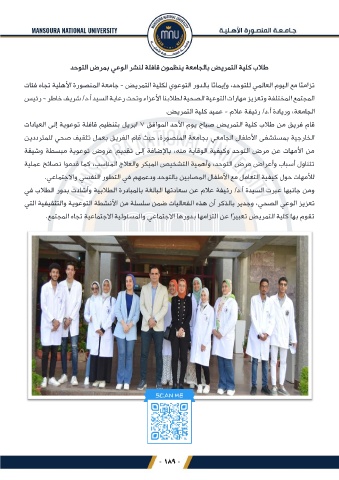 MANSOURA NATIONAL UNIVERSITY
جامعة المنصورة الأهلية
MNU
طلاب كلية التمريض بالجامعة ينظمون قافلة لنشر الوعي بمرض التوحد
تزامنًا مع اليوم العالمي للتوحد، وإيمانًا بالدور التوعوي لكلية التمريض - جامعة المنصورة الأهلية تجاه فئات
المجتمع المختلفة وتعزيز مهارات التوعية الصحية لطلابنا الأعزاء وتحت رعاية السيد أ.د/ شريف خاطر - رئيس
الجامعة، وريادة أ.د/ رئيفة علام - عميد كلية التمريض.
قام فريق من طلاب كلية التمريض صباح يوم الأحد الموافق ٧ ابريل بتنظيم قافلة توعوية إلى العيادات
الخارجية بمستشفى الأطفال الجامعي بجامعة المنصورة، حيث قام الفريق بعمل تثقيف صحي للمترددين
من الأمهات عن مرض التوحد وكيفية الوقاية منه، بالإضافة إلى تقديم عروض توعوية مبسطة وشيقة
تتناول أسباب وأعراض مرض التوحد، وأهمية التشخيص المبكر والعلاج المناسب، كما قدموا نصائح عملية
للأمهات حول كيفية التعامل مع الأطفال المصابين بالتوحد ودعمهم في التطور النفسي والاجتماعي.
ومن جانبها عبرت السيدة أ.د/ رئيفة علام عن سعادتها البالغة بالمبادرة الطلابية وأشادت بدور الطلاب في
تعزيز الوعي الصحي، وجدير بالذكر أن هذه الفعاليات ضمن سلسلة من الأنشطة التوعوية والتثقيفية التي
تقوم بها كلية التمريض تعبيرًا عن التزامها بدورها الاجتماعي والمسئولية الاجتماعية تجاه المجتمع.
SCAN ME
- ١٨٩ -